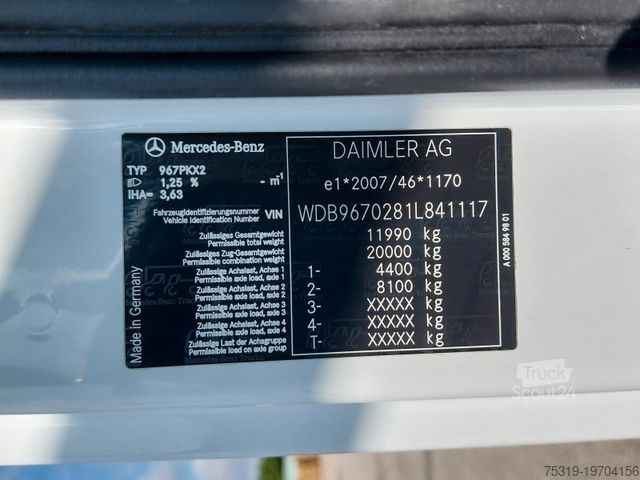 Mercedes-Benz
DAIMLER AG
TYP 967PKX2
1,25 % - m⁻¹
IHA= 3,63
e1*2007/46*1170
Fahrzeugidentifizierungsnummer
Vehicle Identification Number VIN
WDB9670281L841117
Zulässiges Gesamtgewicht
Permissible total weight
11990 kg
Zulässiges Zug-Gesamtgewicht
Permissible combination weight
20000 kg
Zulässige Achslast, Achse 1
Permissible axle load, axle 1
1- 4400 kg
Zulässige Achslast, Achse 2
Permissible axle load, axle 2
2- 8100 kg
Zulässige Achslast, Achse 3
Permissible axle load, axle 3
3- XXXXX kg
Zulässige Achslast, Achse 4
Permissible axle load, axle 4
4- XXXXX kg
Zulässige Last der Achsgruppe
Permissible load on axle group
T- XXXXX kg
Made in Germany
A 000 584 98 01
Truck
Scout24
75319-19704156